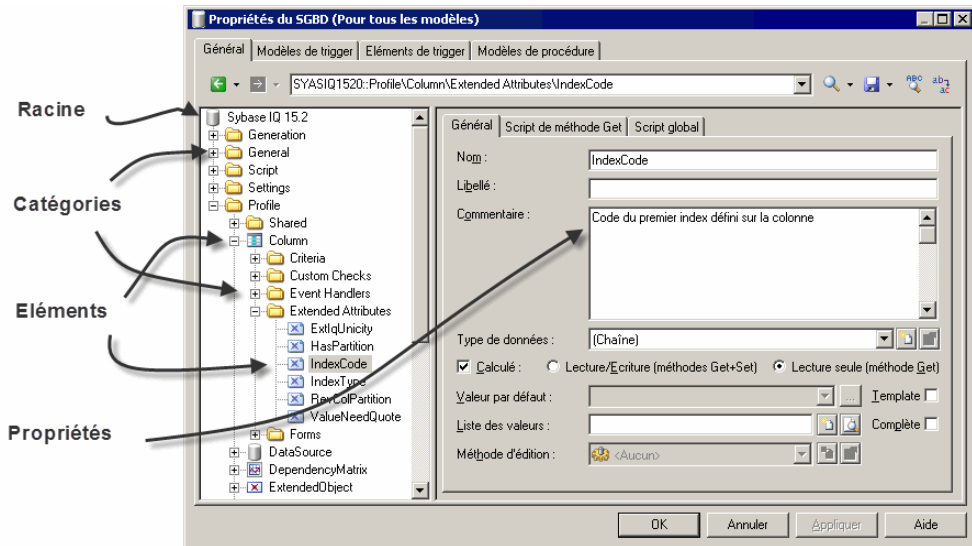 Propriétés du SGBD (Pour tous les modèles)
Général Modèles de trigger Eléments de trigger Modèles de procédure
SYASIQ1520::Profile\Column\Extended Attributes\IndexCode
Racine
Catégories
Eléments
Propriétés
Sybase IQ 15.2
Generation
General
Script
Settings
Profile
Shared
Column
Criteria
Custom Checks
Event Handlers
Extended Attributes
ExtIqUnicity
HasPartition
IndexCode
IndexType
RevColPartition
ValueNeedQuote
Forms
DataSource
DependencyMatrix
ExtendedObject
Général Script de méthode Get Script global
Nom : IndexCode
Libellé :
Commentaire : Code du premier index défini sur la colonne
Type de données : (Chaîne)
Calculé : Lecture/Ecriture (méthodes Get+Set) Lecture seule (méthode Get)
Valeur par défaut : ... Template
Liste des valeurs : Complète
Méthode d'édition : <Aucun>
OK Annuler Appliquer Aide